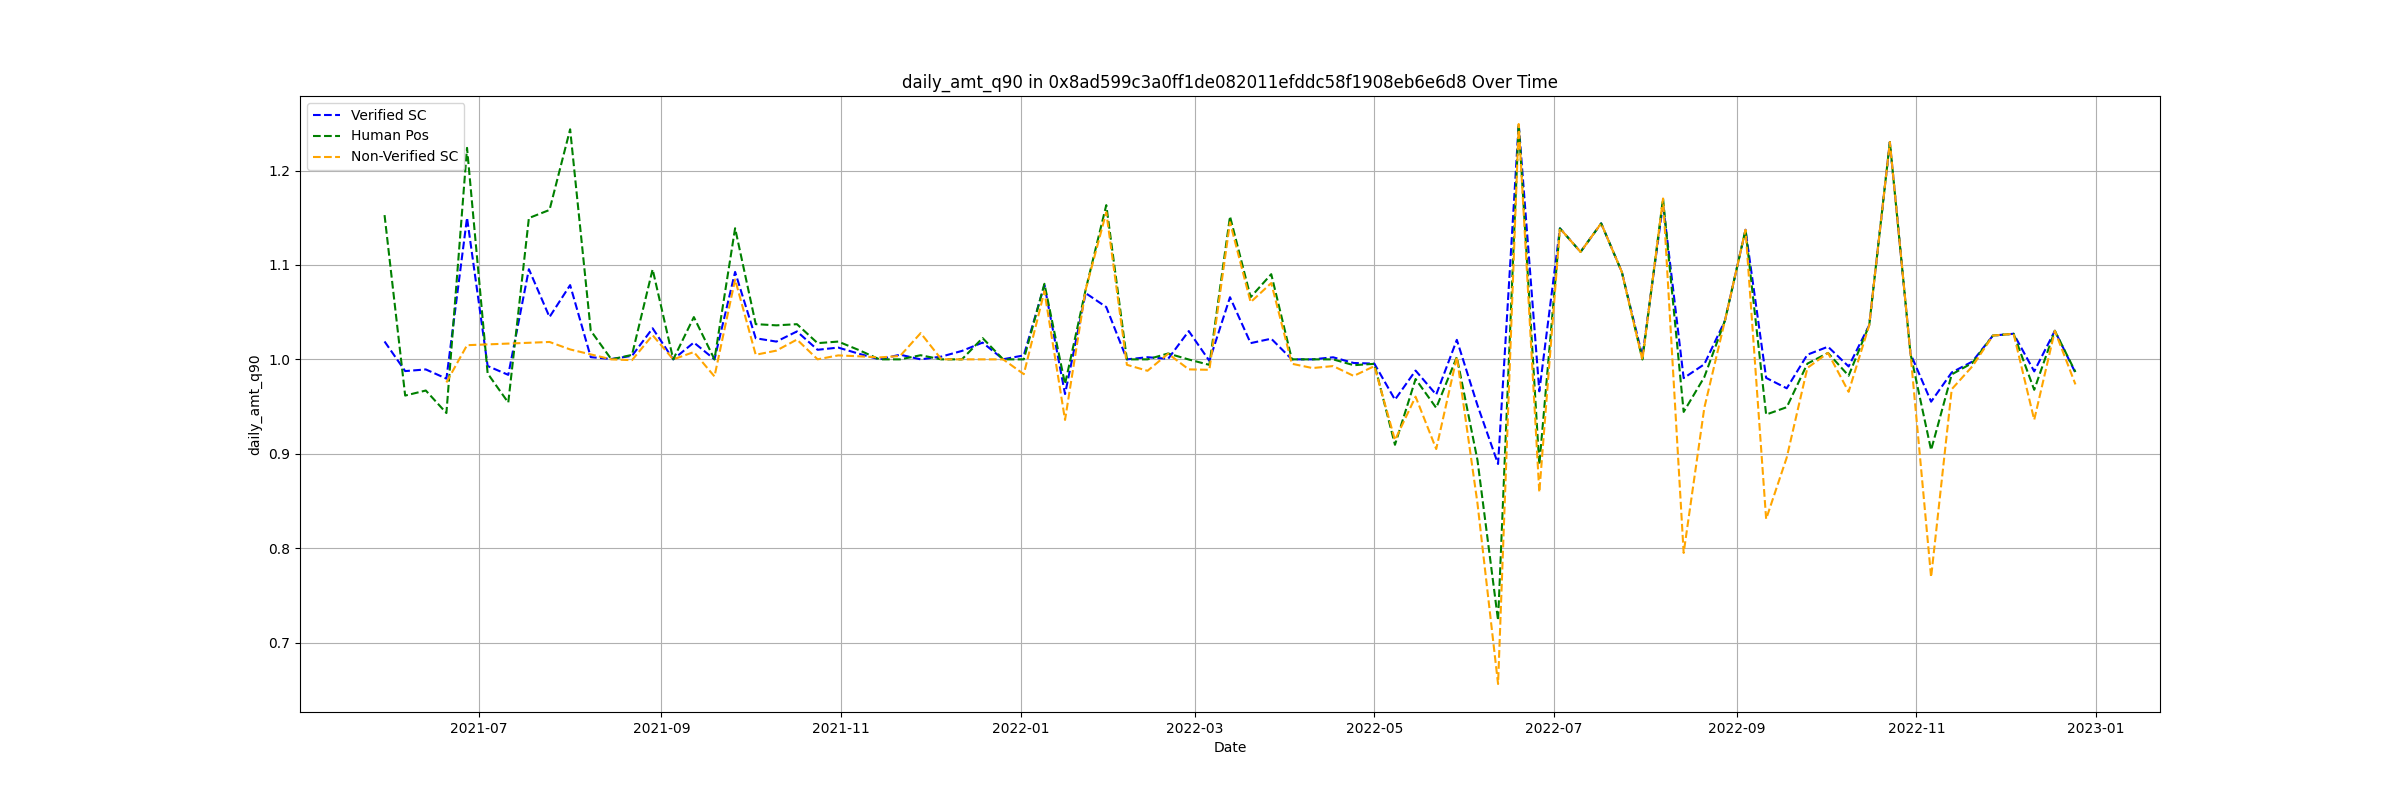 daily_amt_q90 in 0x8ad599c3a0ff1de082011efddc58f1908eb6e6d8 Over Time
Verified SC
Human Pos
Non-Verified SC
daily_amt_q90
1.2
1.1
1.0
0.9
0.8
0.7
2021-07 2021-09 2021-11 2022-01 2022-03 2022-05 2022-07 2022-09 2022-11 2023-01
Date